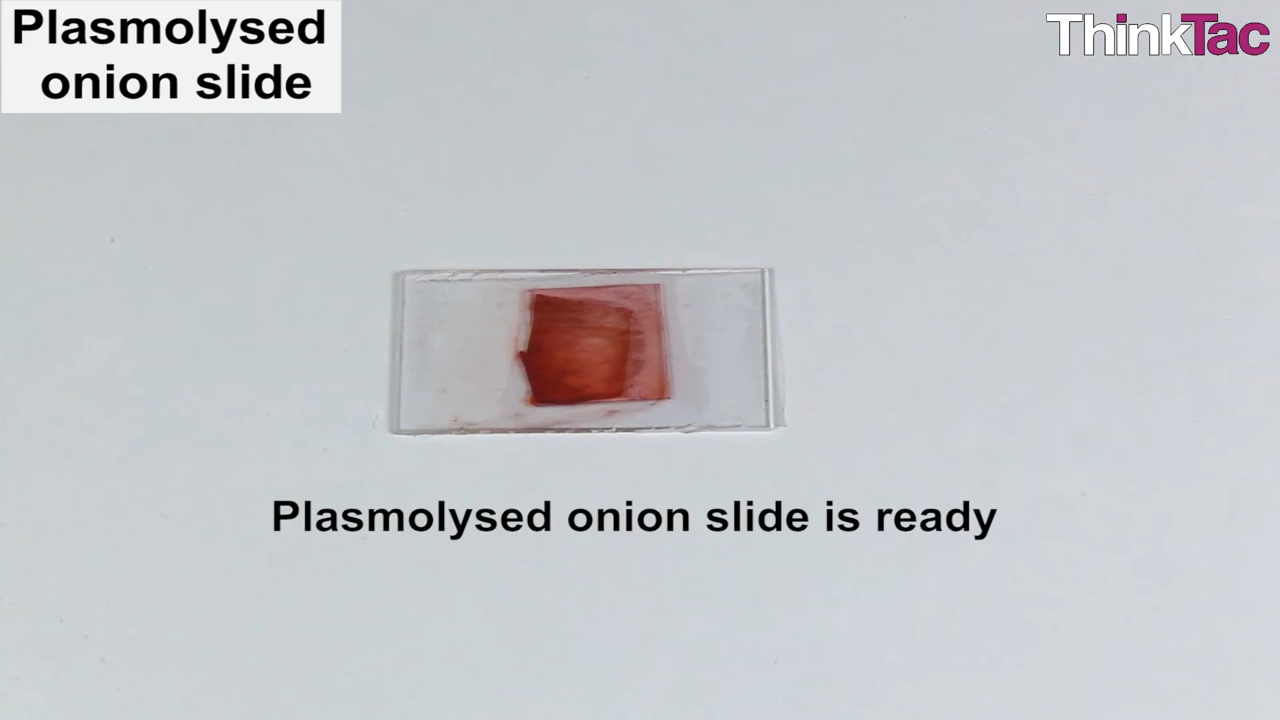 Plasmolysed
onion slide
ThinkTac
Plasmolysed onion slide is ready